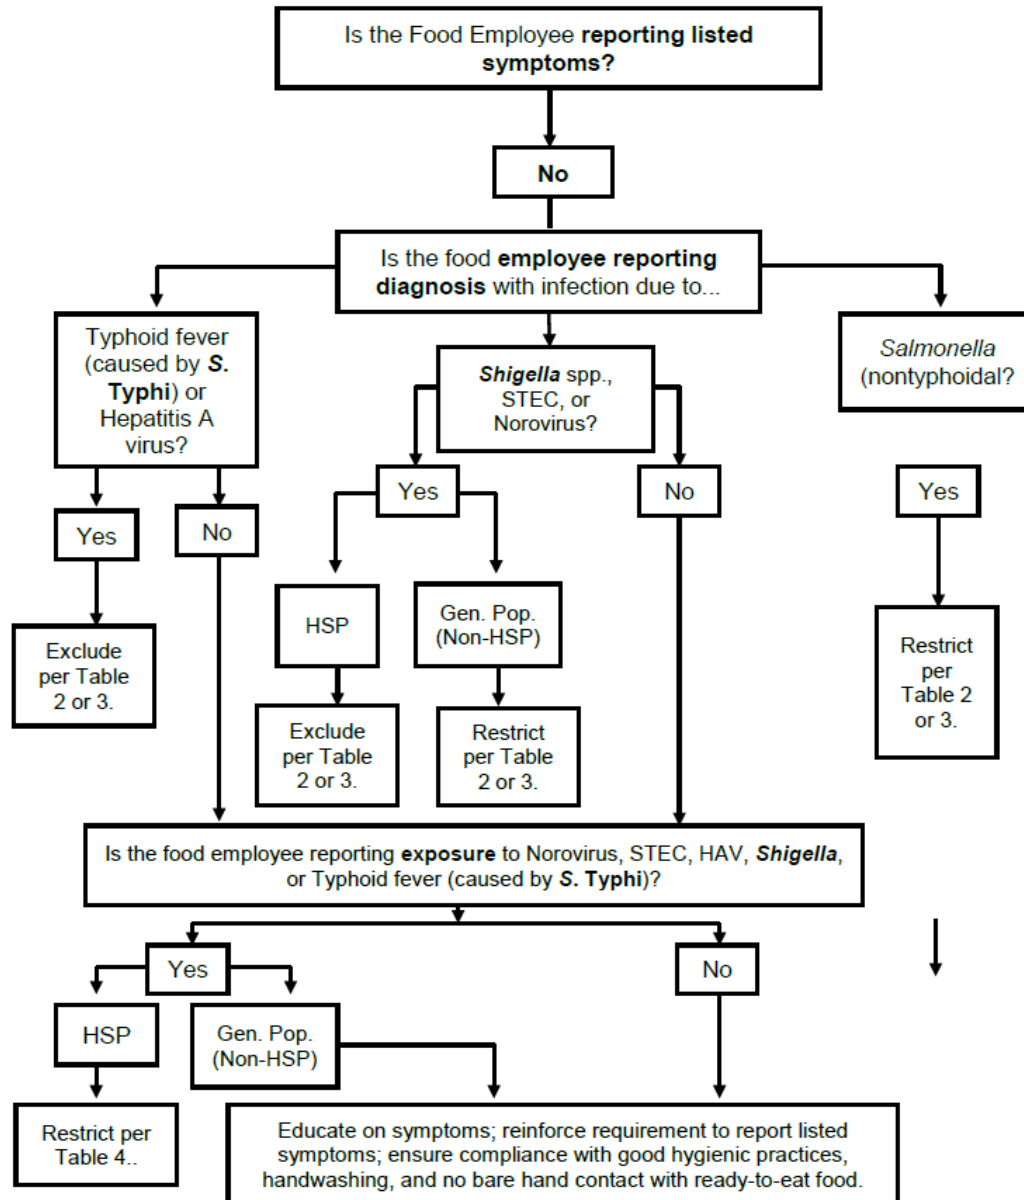 Is the Food Employee reporting listed
symptoms?
No
Is the food employee reporting
diagnosis with infection due to...
Typhoid fever
(caused by S.
Typhi) or
Hepatitis A
virus?
Shigella spp.,
STEC, or
Norovirus?
Salmonella
(nontyphoidal?
Yes
No
Yes
No
Yes
HSP
Gen. Pop.
(Non-HSP)
Exclude
per Table
2 or 3.
Exclude
per Table
2 or 3.
Restrict
per Table
2 or 3.
Restrict
per
Table 2
or 3.
Is the food employee reporting exposure to Norovirus, STEC, HAV, Shigella,
or Typhoid fever (caused by S. Typhi)?
Yes
No
HSP
Gen. Pop.
(Non-HSP)
Restrict per
Table 4..
Educate on symptoms; reinforce requirement to report listed
symptoms; ensure compliance with good hygienic practices,
handwashing, and no bare hand contact with ready-to-eat food.